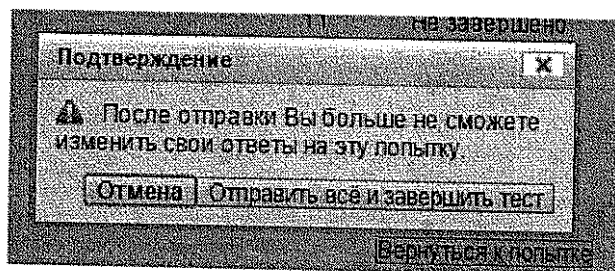 11 Не завершено
Подтверждение
После отправки Вы больше не сможете
изменить свои ответы на эту попытку.
Отмена Отправить всё и завершить тест
Вернуться к попытке